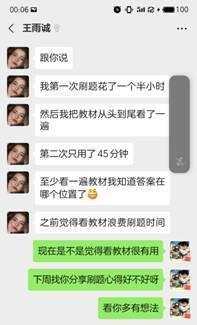 00:06
100
王雨诚
跟你说
我第一次刷题花了一个半小时
然后我把教材从头到尾看了一
遍
第二次只用了45分钟
至少看一遍教材我知道答案在
哪个位置了
之前觉得看教材浪费刷题时间
现在是不是觉得看教材很有用
下周找你分享刷题心得好不好呀
看你多有想法